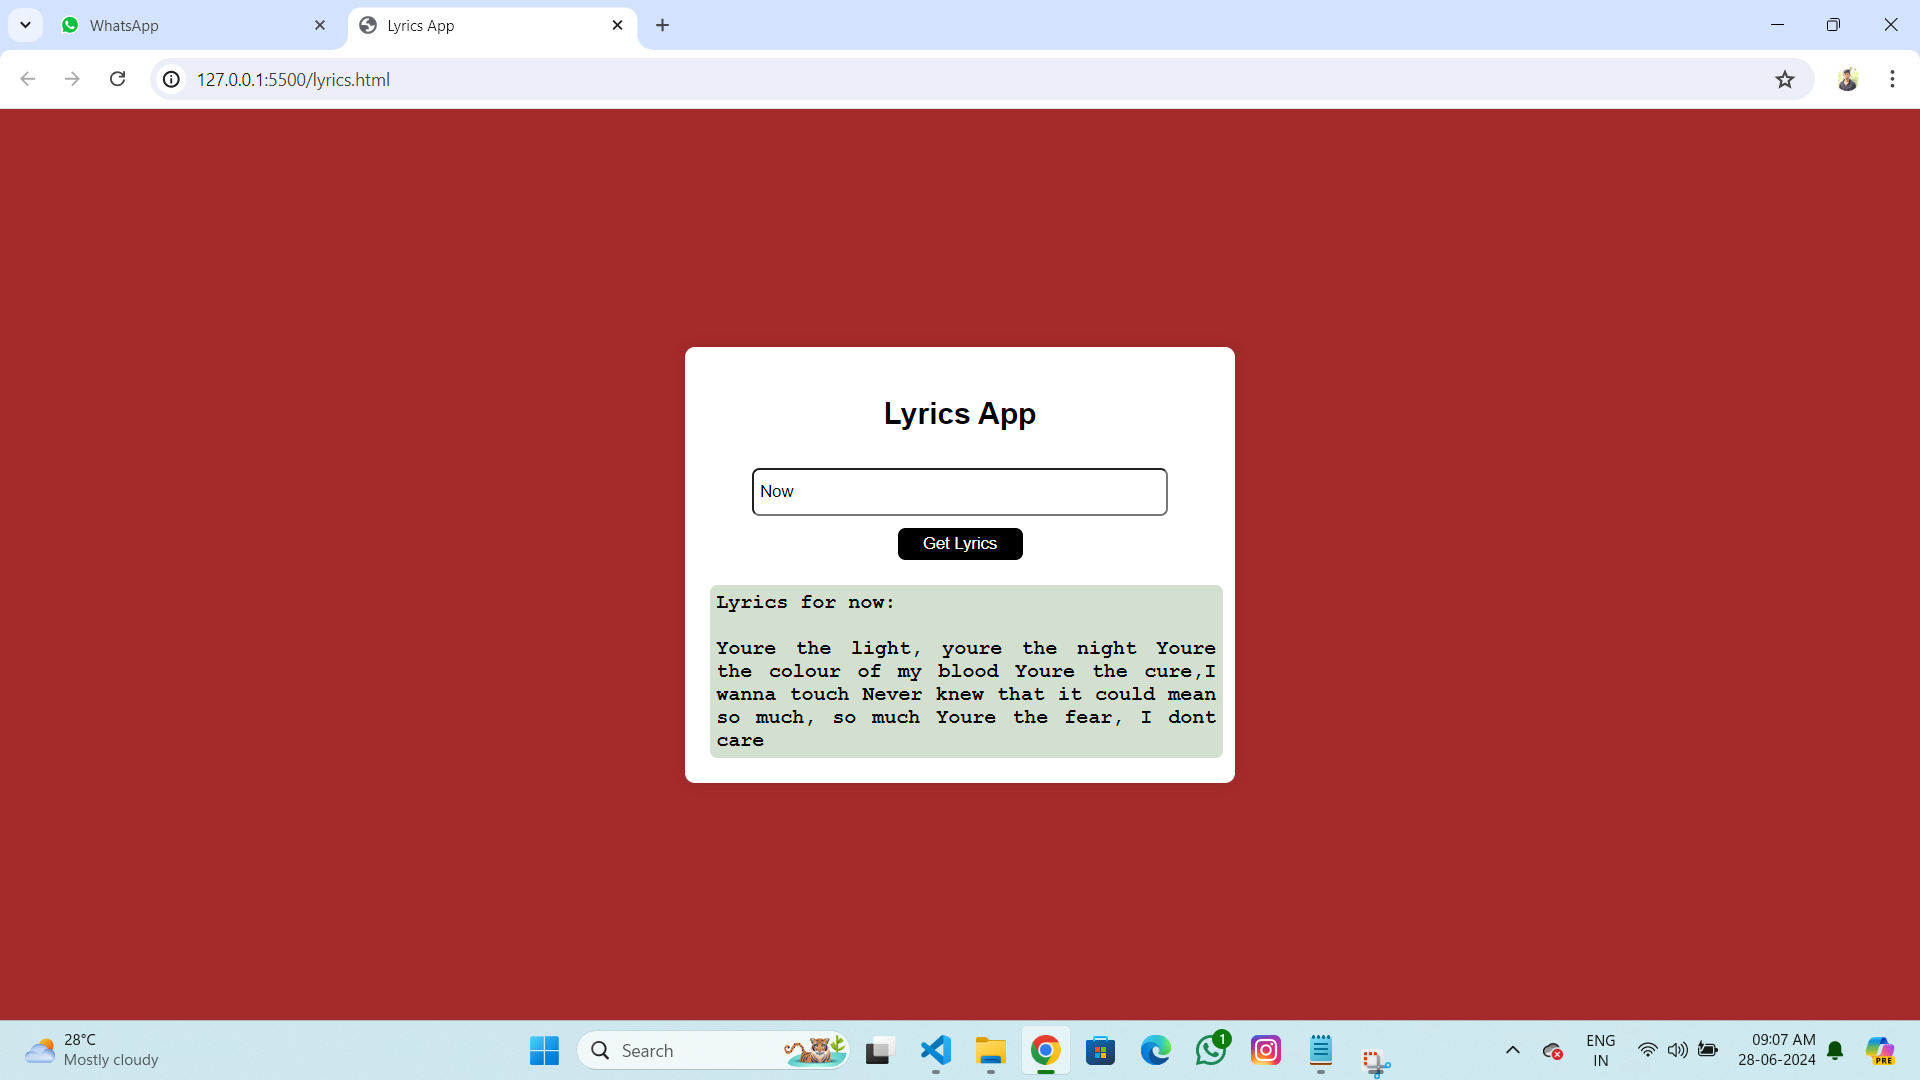 WhatsApp
Lyrics App
127.0.0.1:5500/lyrics.html
Lyrics App
Now
Get Lyrics
Lyrics for now:
Youre the light, youre the night Youre
the colour of my blood Youre the cure,I
wanna touch Never knew that it could mean
so much, so much Youre the fear, I dont
care
28°C
Mostly cloudy
Search
1
ENG
IN
09:07 AM
28-06-2024
PRE